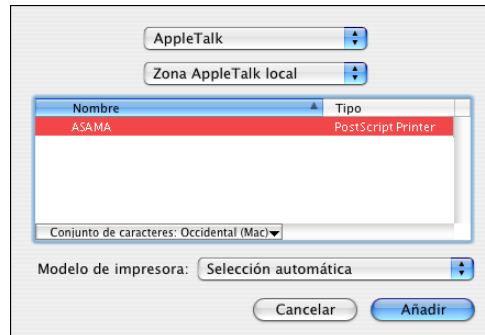 AppleTalk
Zona AppleTalk local
Nombre Tipo
ASAMA PostScript Printer
Conjunto de caracteres: Occidental (Mac)
Modelo de impresora: Selección automática
Cancelar Añadir